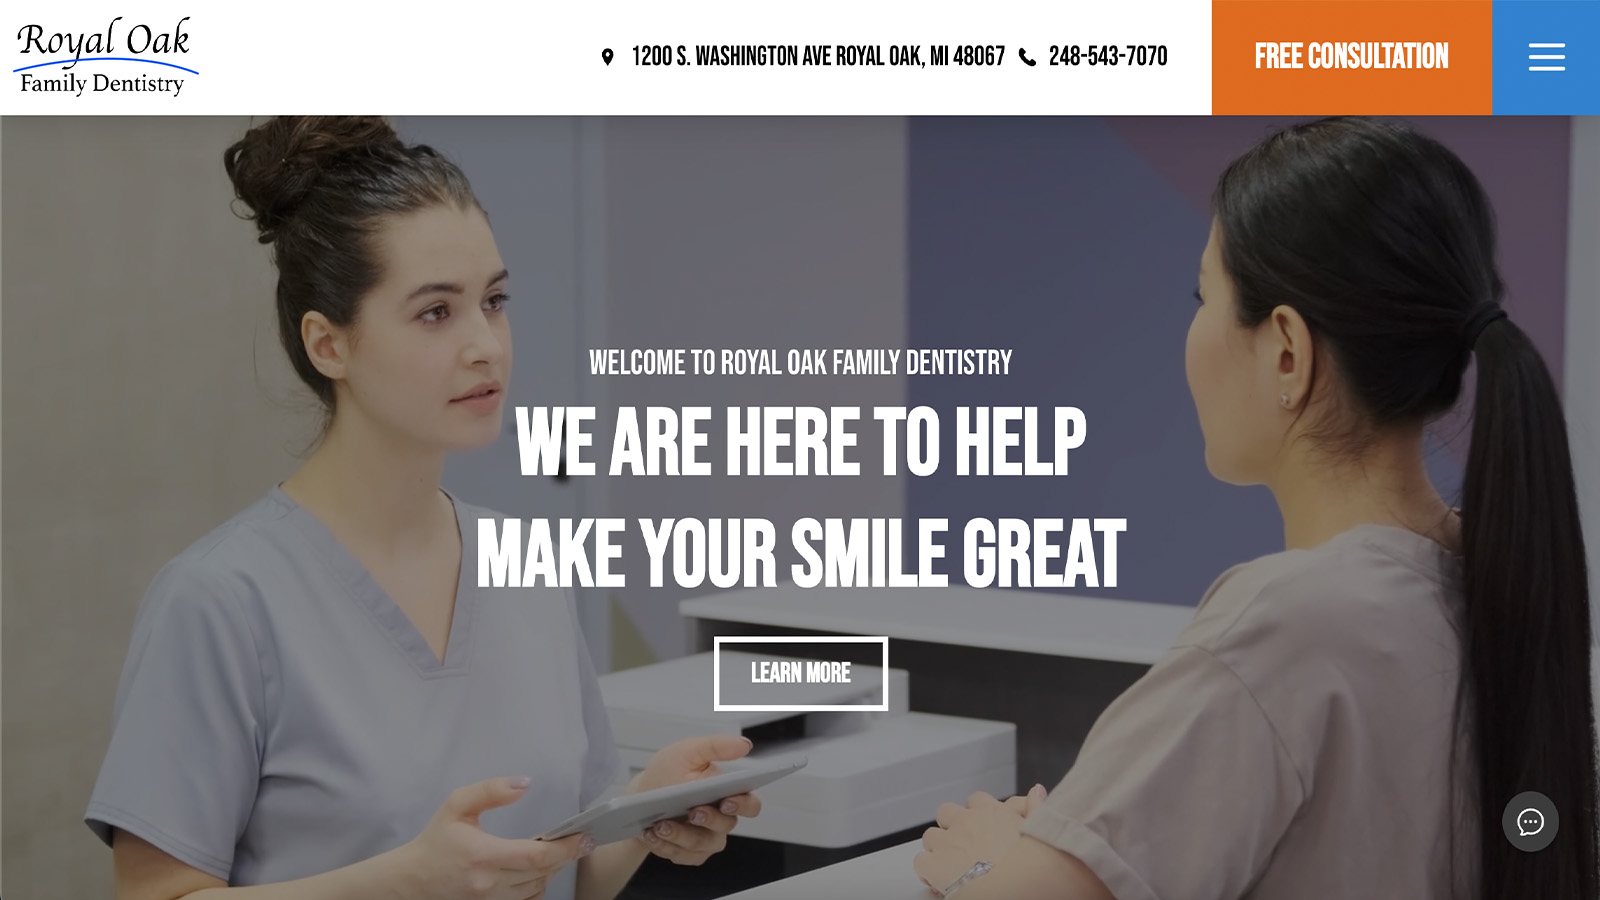 Royal Oak
Family Dentistry
1200 S. WASHINGTON AVE ROYAL OAK, MI 48067
248-543-7070
FREE CONSULTATION
WELCOME TO ROYAL OAK FAMILY DENTISTRY
WE ARE HERE TO HELP
MAKE YOUR SMILE GREAT
LEARN MORE